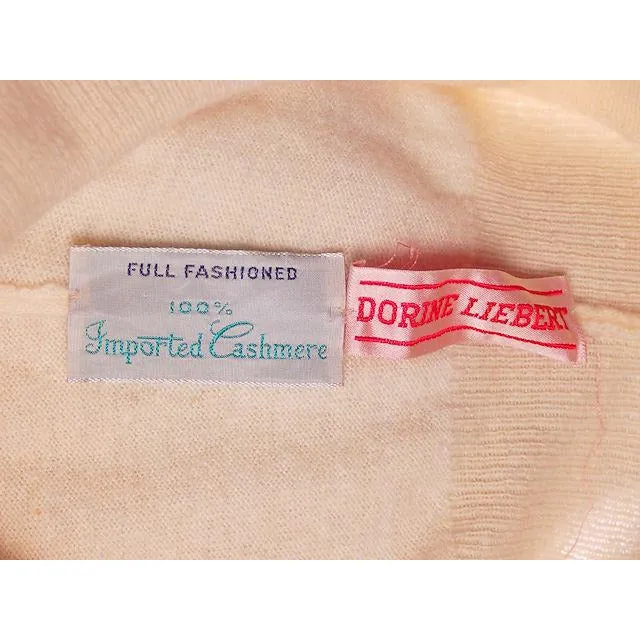 FULL FASHIONED
100%
Imported Cashmere
DORINE LIEBERT